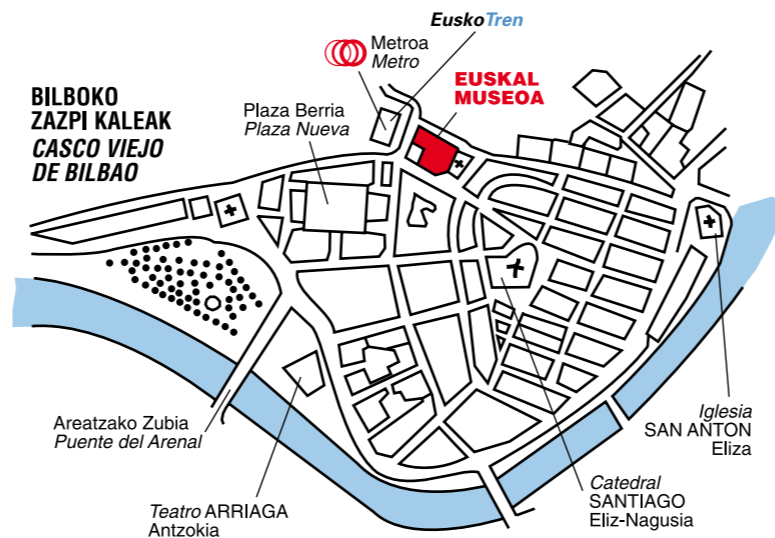 EuskoTren
Metroa
Metro
EUSKAL
MUSEOA
BILBOKO
ZAZPI KALEAK
CASCO VIEJO
DE BILBAO
Plaza Berria
Plaza Nueva
Areatzako Zubia
Puente del Arenal
Teatro ARRIAGA
Antzokia
Catedral
SANTIAGO
Eliz-Nagusia
Iglesia
SAN ANTON
Eliza